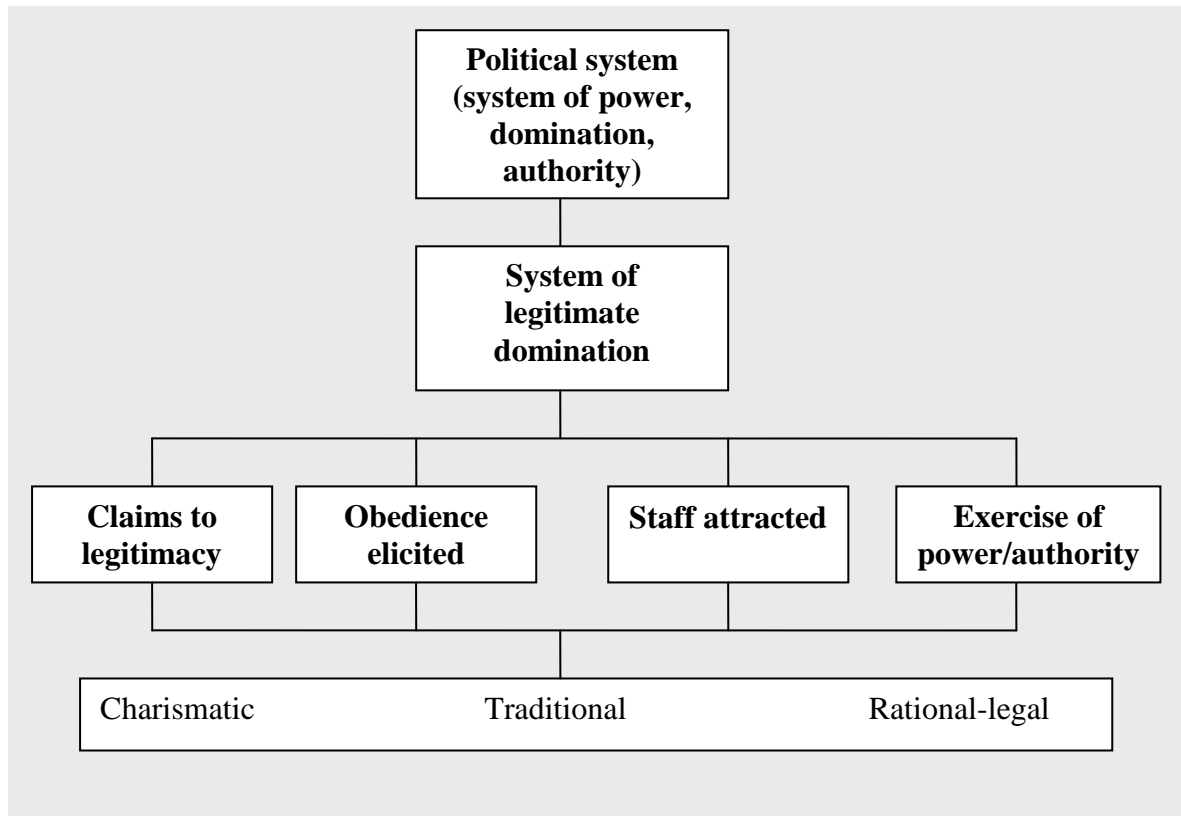 Political system
(system of power,
domination,
authority)
System of
legitimate
domination
Claims to
legitimacy
Obedience
elicited
Staff attracted
Exercise of
power/authority
Charismatic Traditional Rational-legal